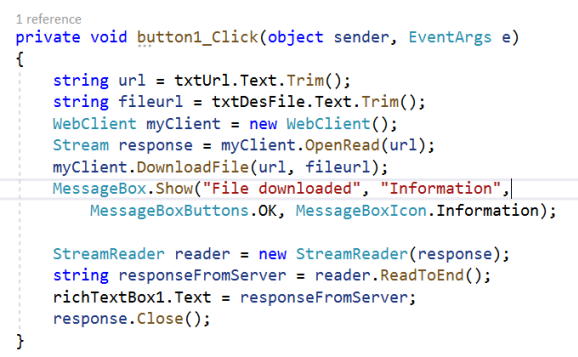 1 reference
private void button1_Click(object sender, EventArgs e)
{
string url = txtUrl.Text.Trim();
string fileurl = txtDesFile.Text.Trim();
WebClient myClient = new WebClient();
Stream response = myClient.OpenRead(url);
myClient.DownloadFile(url, fileurl);
MessageBox.Show("File downloaded", "Information",
MessageBoxButtons.OK, MessageBoxIcon.Information);
StreamReader reader = new StreamReader(response);
string responseFromServer = reader.ReadToEnd();
richTextBox1.Text = responseFromServer;
response.Close();
}